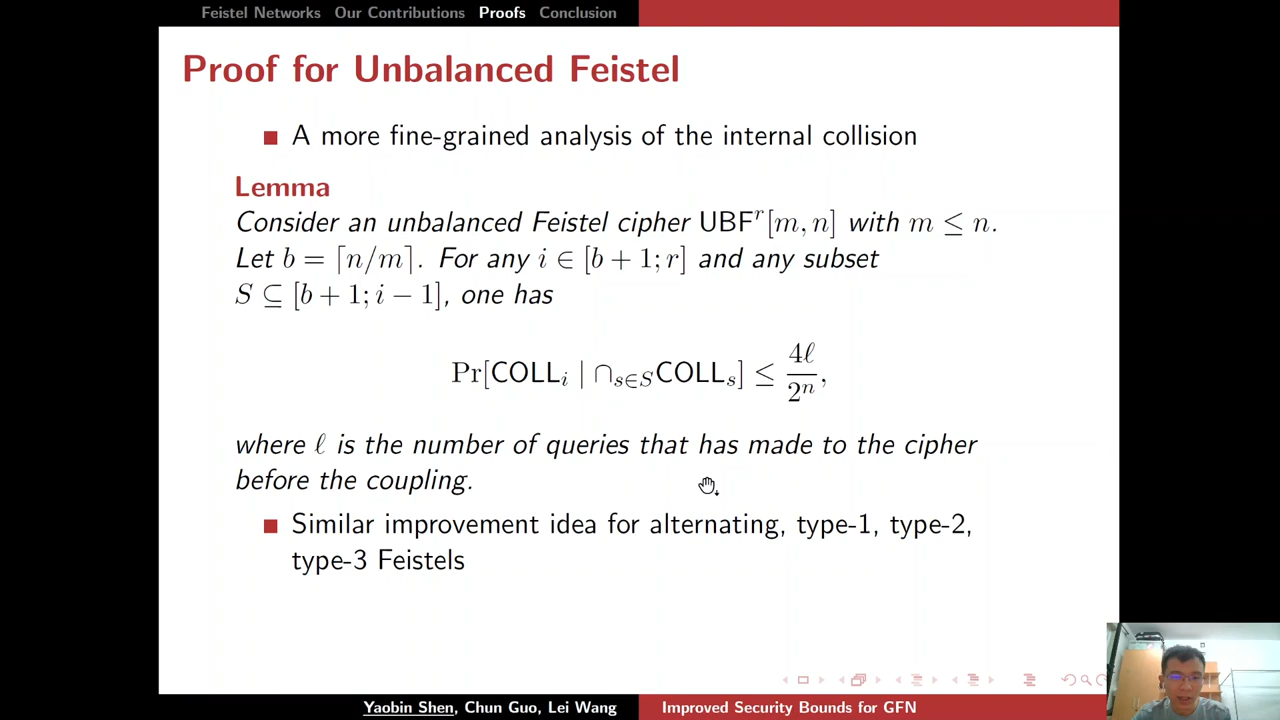 Feistel Networks Our Contributions Proofs Conclusion
Proof for Unbalanced Feistel
A more fine-grained analysis of the internal collision
Lemma
Consider an unbalanced Feistel cipher UBF^r[m, n] with m ≤ n.
Let b = ⌈n/m⌉. For any i ∈ [b + 1; r] and any subset
S ⊆ [b + 1; i − 1], one has
Pr[COLL_i | ∩_{s∈S}COLL_s] ≤ 4ℓ/2^n,
where ℓ is the number of queries that has made to the cipher
before the coupling.
Similar improvement idea for alternating, type-1, type-2,
type-3 Feistels
Yaobin Shen, Chun Guo, Lei Wang Improved Security Bounds for GFN